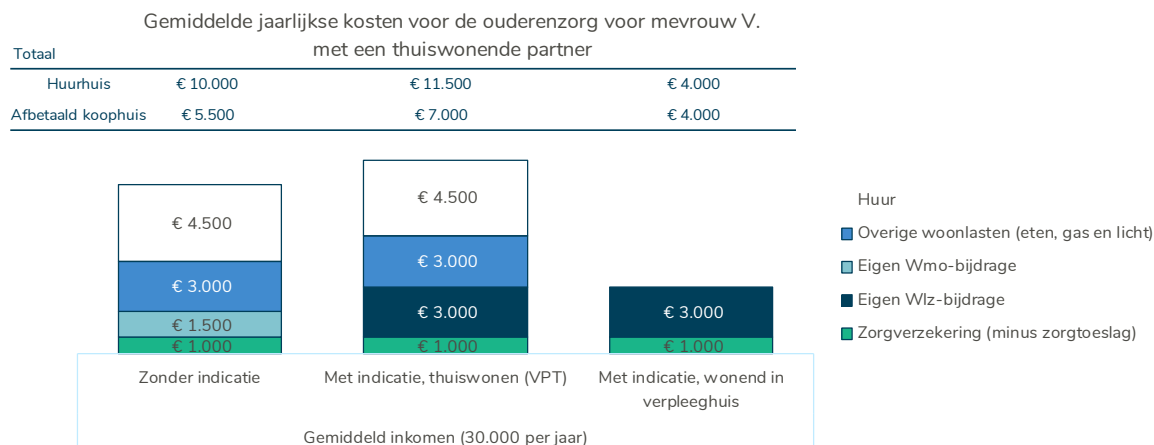 Gemiddelde jaarlijkse kosten voor de ouderenzorg voor mevrouw V.
met een thuiswonende partner
Totaal
Huurhuis € 10.000 € 11.500 € 4.000
Afbetaald koophuis € 5.500 € 7.000 € 4.000
€ 4.500 € 4.500
€ 3.000 € 3.000
€ 1.500 € 3.000 € 3.000
€ 1.000 € 1.000 € 1.000
Huur
Overige woonlasten (eten, gas en licht)
Eigen Wmo-bijdrage
Eigen Wlz-bijdrage
Zorgverzekering (minus zorgtoeslag)
Zonder indicatie Met indicatie, thuiswonen (VPT) Met indicatie, wonend in
verpleeghuis
Gemiddeld inkomen (30.000 per jaar)